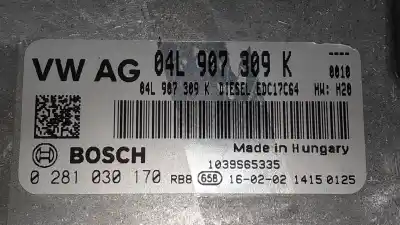 VW AG 04L 907 309 K ----
0010
04L 907 309 K DIESEL EDC17C64 HW: H20
BOSCH
Made in Hungary
1039S65335
0 281 030 170 RB8 658 16-02-02 1415 0125